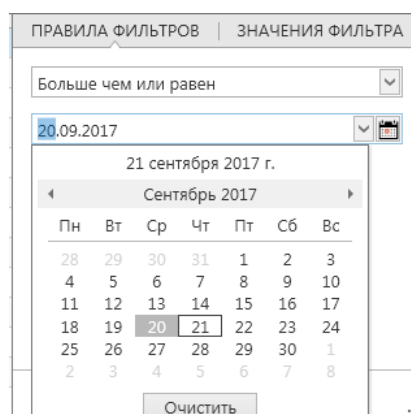 ПРАВИЛА ФИЛЬТРОВ | ЗНАЧЕНИЯ ФИЛЬТРА
Больше чем или равен
20.09.2017
21 сентября 2017 г.
Сентябрь 2017
Пн Вт Ср Чт Пт Сб Вс
28 29 30 31 1 2 3
4 5 6 7 8 9 10
11 12 13 14 15 16 17
18 19 20 21 22 23 24
25 26 27 28 29 30 1
2 3 4 5 6 7 8
Очистить